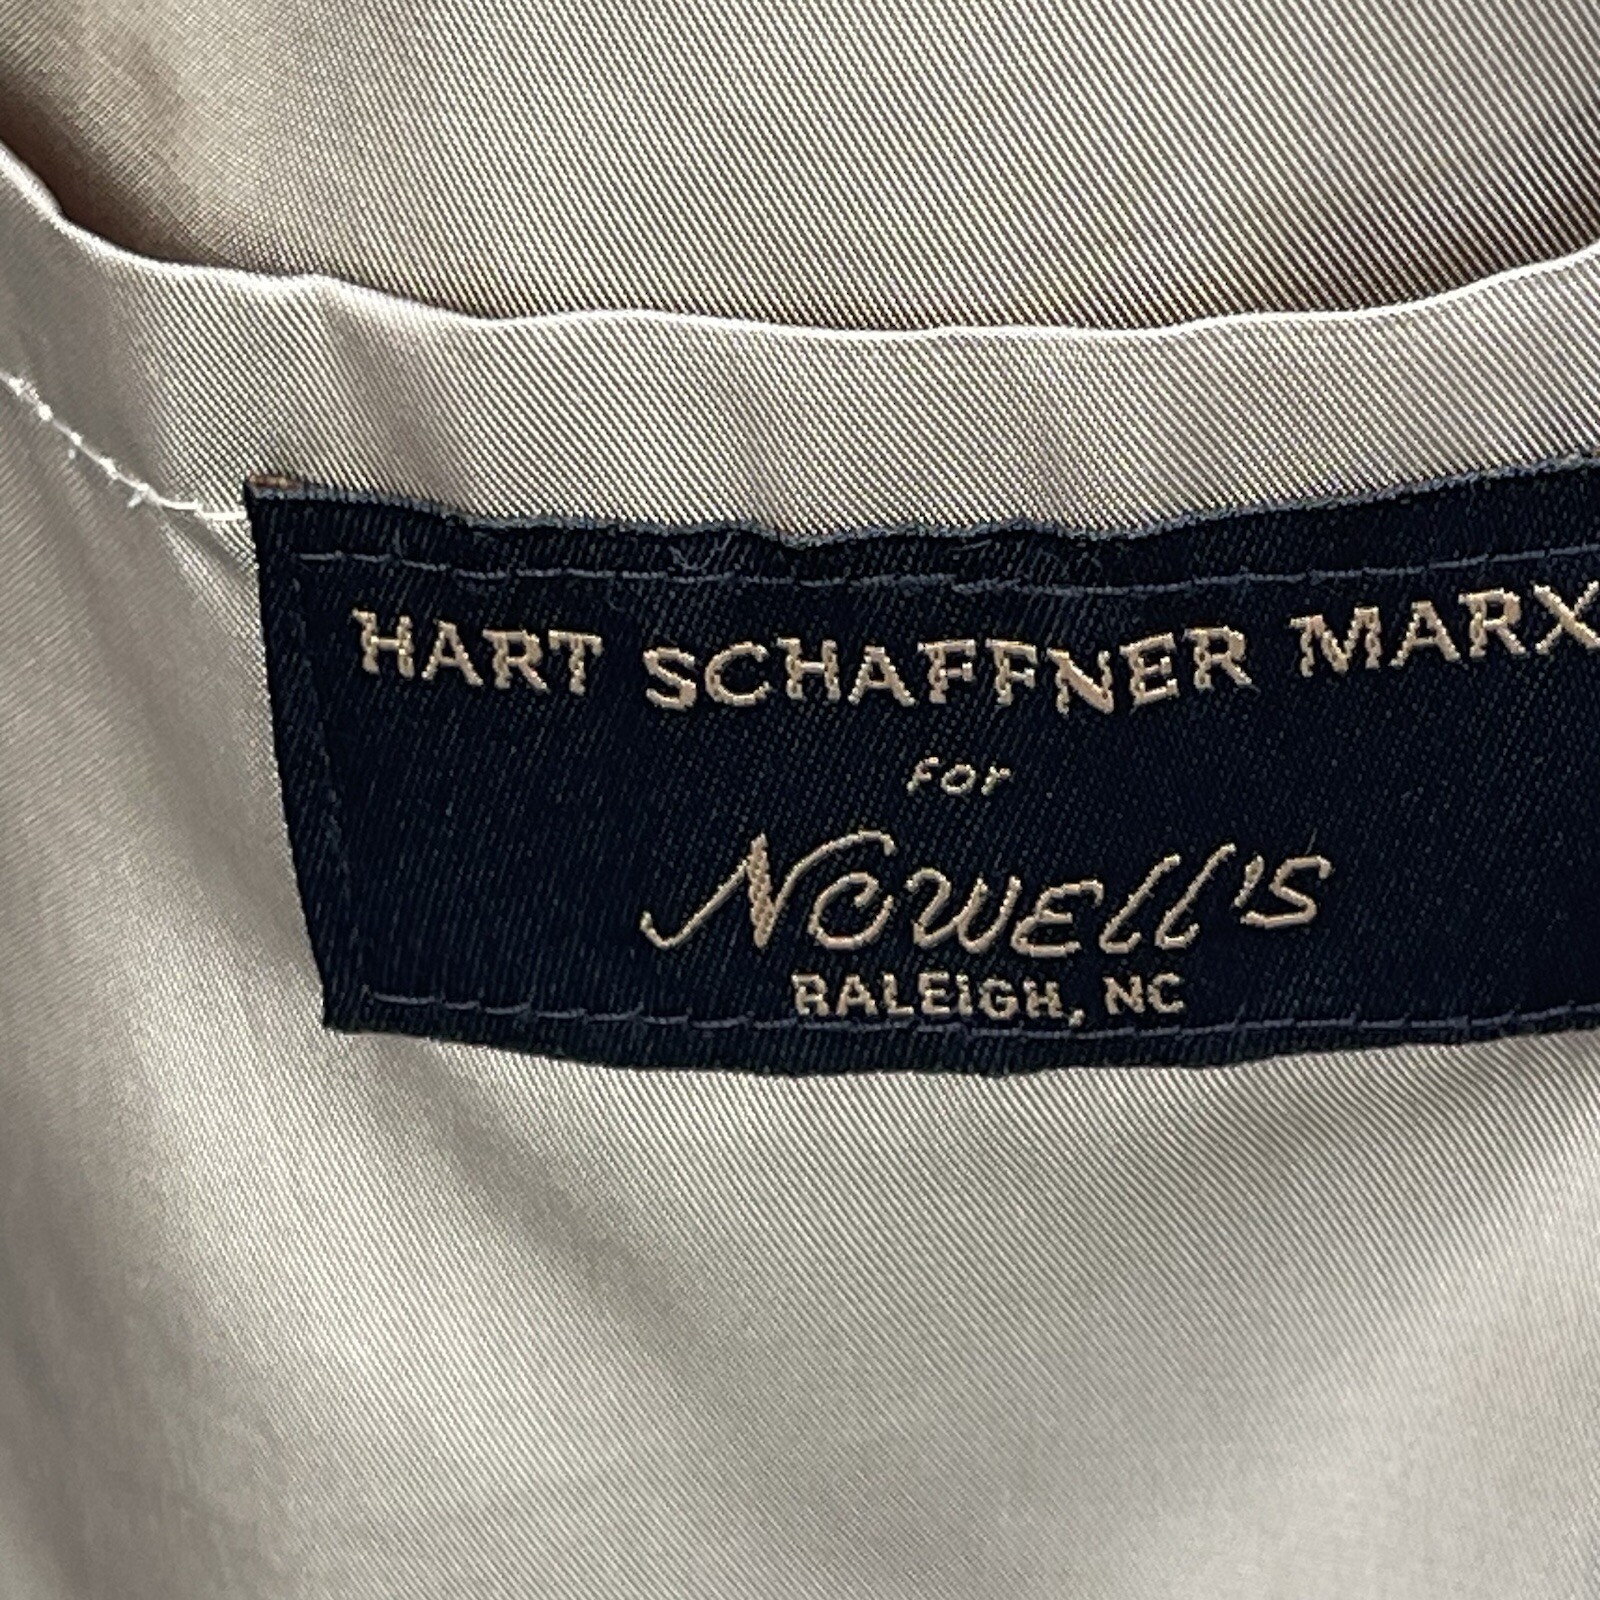 HART SCHAFFNER MARX
FOR
Nowell's
RALEIGH, NC